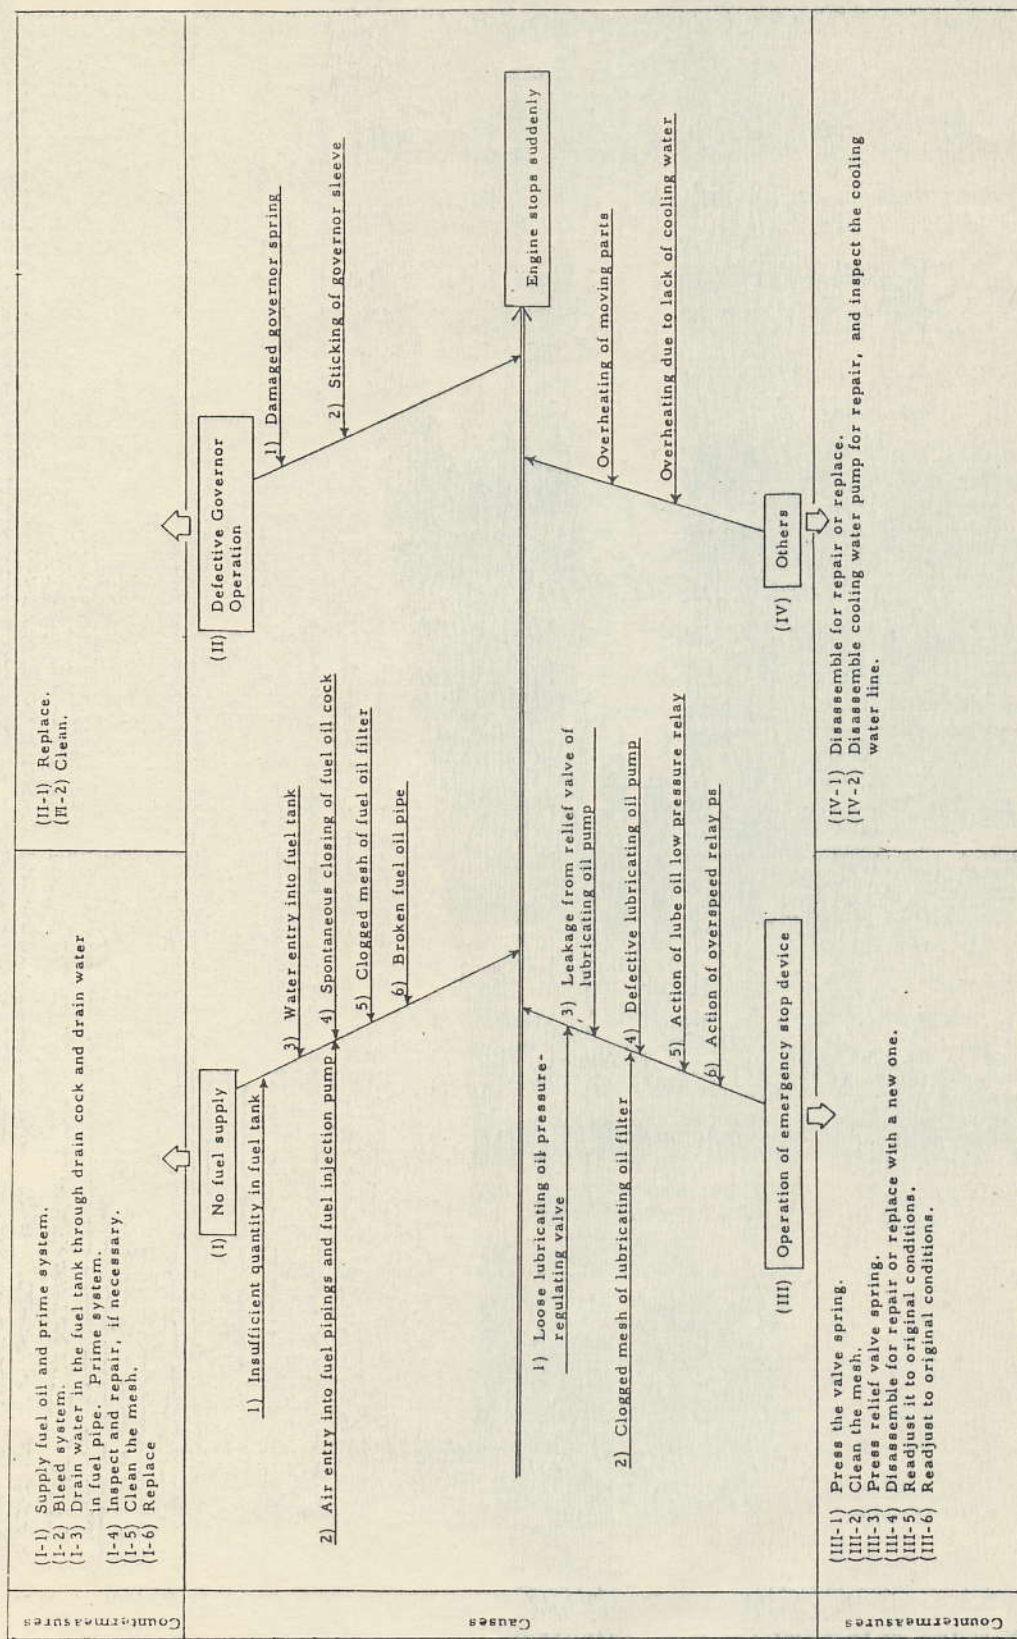 Countermeasures
(I-1) Supply fuel oil and prime system.
(I-2) Bleed system.
(I-3) Drain water in the fuel tank through drain cock and drain water
in fuel pipe. Prime system.
(I-4) Inspect and repair, if necessary.
(I-5) Clean the mesh.
(I-6) Replace
(II-1) Replace.
(II-2) Clean.
Causes
(I) No fuel supply
1) Insufficient quantity in fuel tank
2) Air entry into fuel pipings and fuel injection pump
3) Water entry into fuel tank
4) Spontaneous closing of fuel oil cock
5) Clogged mesh of fuel oil filter
6) Broken fuel oil pipe
(II) Defective Governor
Operation
1) Damaged governor spring
2) Sticking of governor sleeve
Engine stops suddenly
1) Loose lubricating oil pressure-
regulating valve
2) Clogged mesh of lubricating oil filter
3) Leakage from relief valve of
lubricating oil pump
4) Defective lubricating oil pump
5) Action of lube oil low pressure relay
6) Action of overspeed relay ps
(III) Operation of emergency stop device
Overheating of moving parts
Overheating due to lack of cooling water
(IV) Others
Countermeasures
(III-1) Press the valve spring.
(III-2) Clean the mesh.
(III-3) Press relief valve spring.
(III-4) Disassemble for repair or replace with a new one.
(III-5) Readjust it to original conditions.
(III-6) Readjust to original conditions.
(IV-1) Disassemble for repair or replace.
(IV-2) Disassemble cooling water pump for repair, and inspect the cooling
water line.